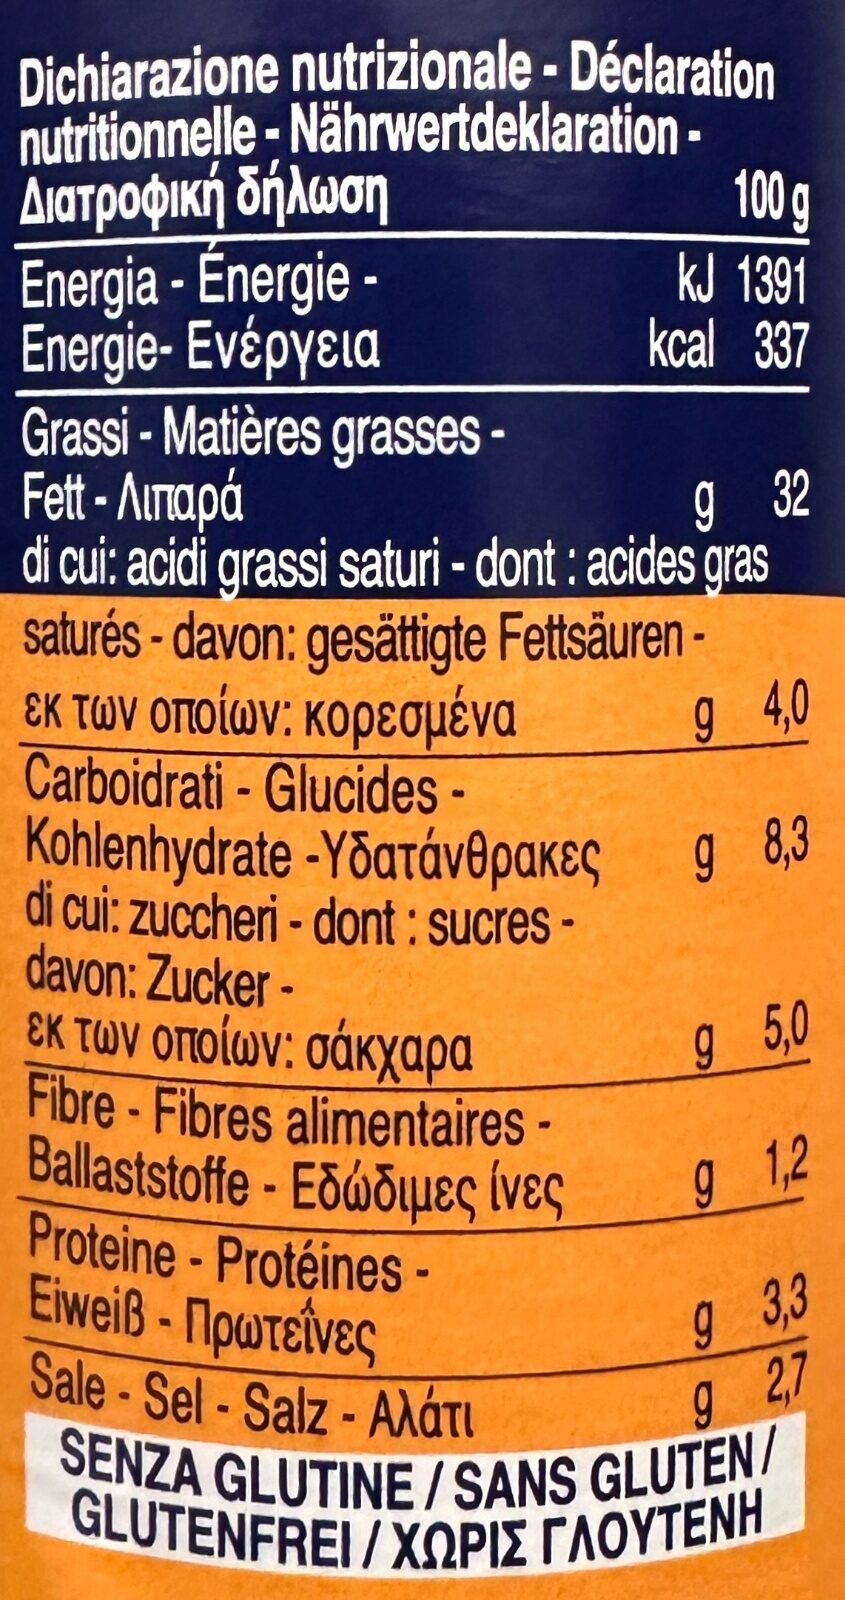 Dichiarazione nutrizionale - Déclaration
nutritionnelle - Nährwertdeklaration -
Διατροφική δήλωση 100 g
Energia - Énergie - kJ 1391
Energie- Ενέργεια kcal 337
Grassi - Matières grasses -
Fett - Λιπαρά g 32
di cui: acidi grassi saturi - dont : acides gras
saturés - davon: gesättigte Fettsäuren -
εκ των οποίων: κορεσμένα g 4,0
Carboidrati - Glucides -
Kohlenhydrate -Υδατάνθρακες g 8,3
di cui: zuccheri - dont : sucres -
davon: Zucker -
εκ των οποίων: σάκχαρα g 5,0
Fibre - Fibres alimentaires -
Ballaststoffe - Εδώδιμες ίνες g 1,2
Proteine - Protéines -
Eiweiß - Πρωτεΐνες g 3,3
Sale - Sel - Salz - Αλάτι g 2,7
SENZA GLUTINE / SANS GLUTEN /
GLUTENFREI / ΧΩΡΙΣ ΓΛΟΥΤΕΝΗ